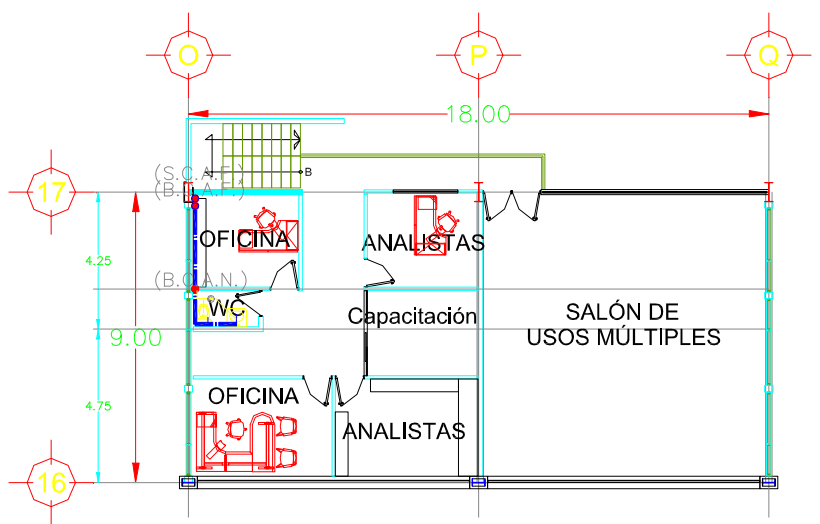 O
P
Q
18.00
B
(S.C.A.F.)
17
OFICINA
ANALISTAS
4.25
WC
Capacitación
SALÓN DE
USOS MÚLTIPLES
9.00
OFICINA
4.75
ANALISTAS
16